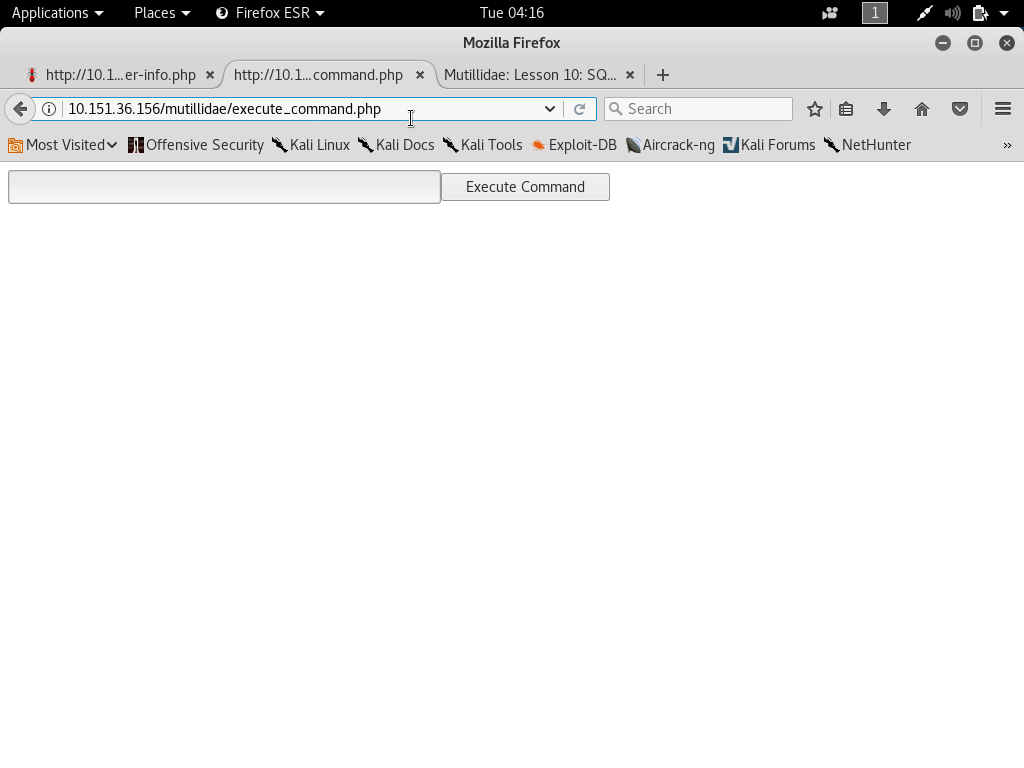 Applications Places Firefox ESR Tue 04:16 1
Mozilla Firefox
http://10.1...er-info.php http://10.1...command.php Mutillidae: Lesson 10: SQ...
10.151.36.156/mutillidae/execute_command.php Search
Most Visited Offensive Security Kali Linux Kali Docs Kali Tools Exploit-DB Aircrack-ng Kali Forums NetHunter »
Execute Command